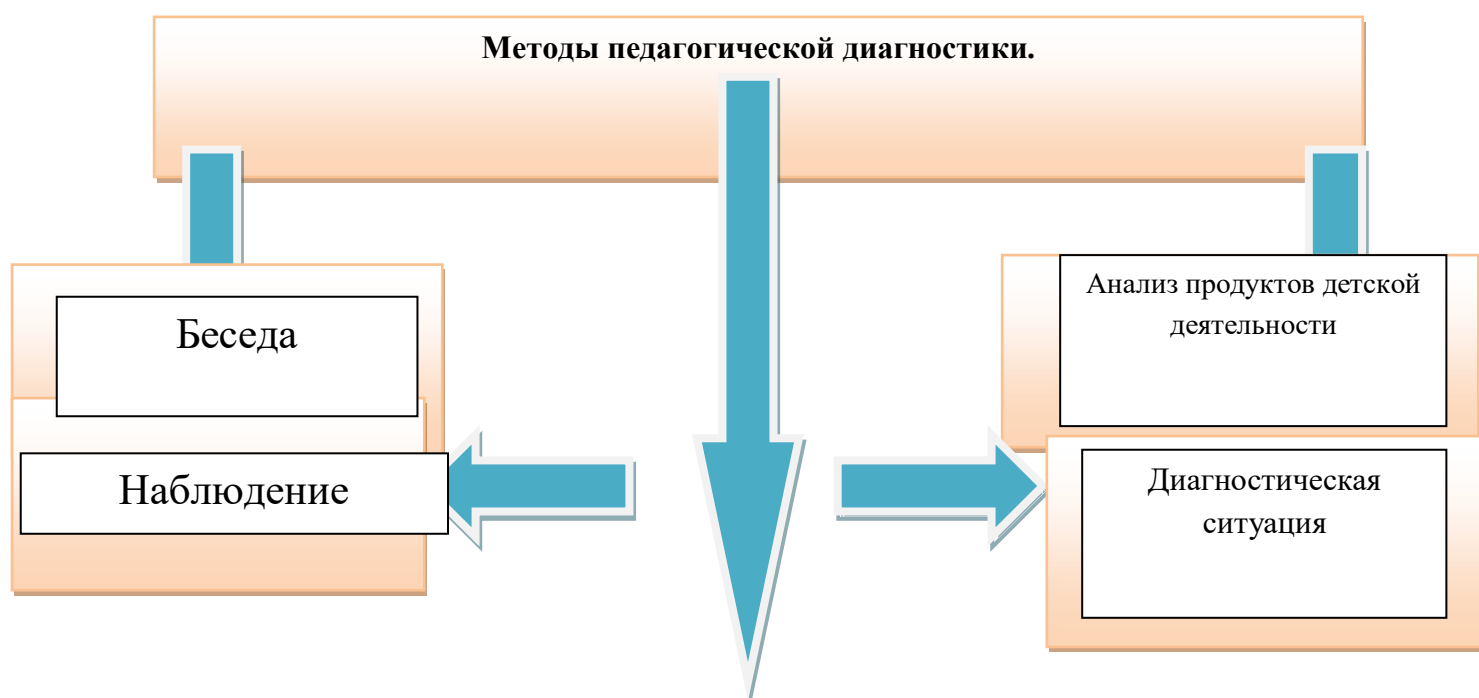 Методы педагогической диагностики.
Беседа
Наблюдение
Анализ продуктов детской
деятельности
Диагностическая
ситуация